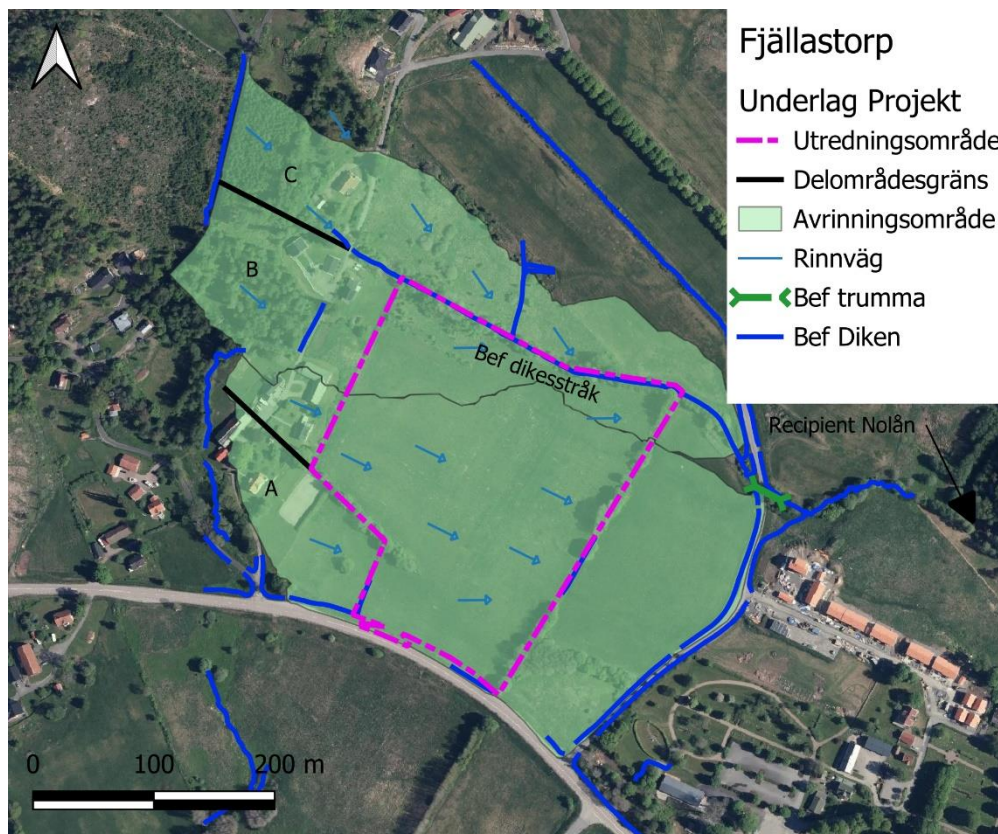 Fjällastorp
Underlag Projekt
Utredningsområde
Delområdesgräns
Avrinningsområde
Rinnväg
Bef trumma
Bef Diken
C
B
A
Bef dikesstråk
Recipient Nolån
0 100 200 m